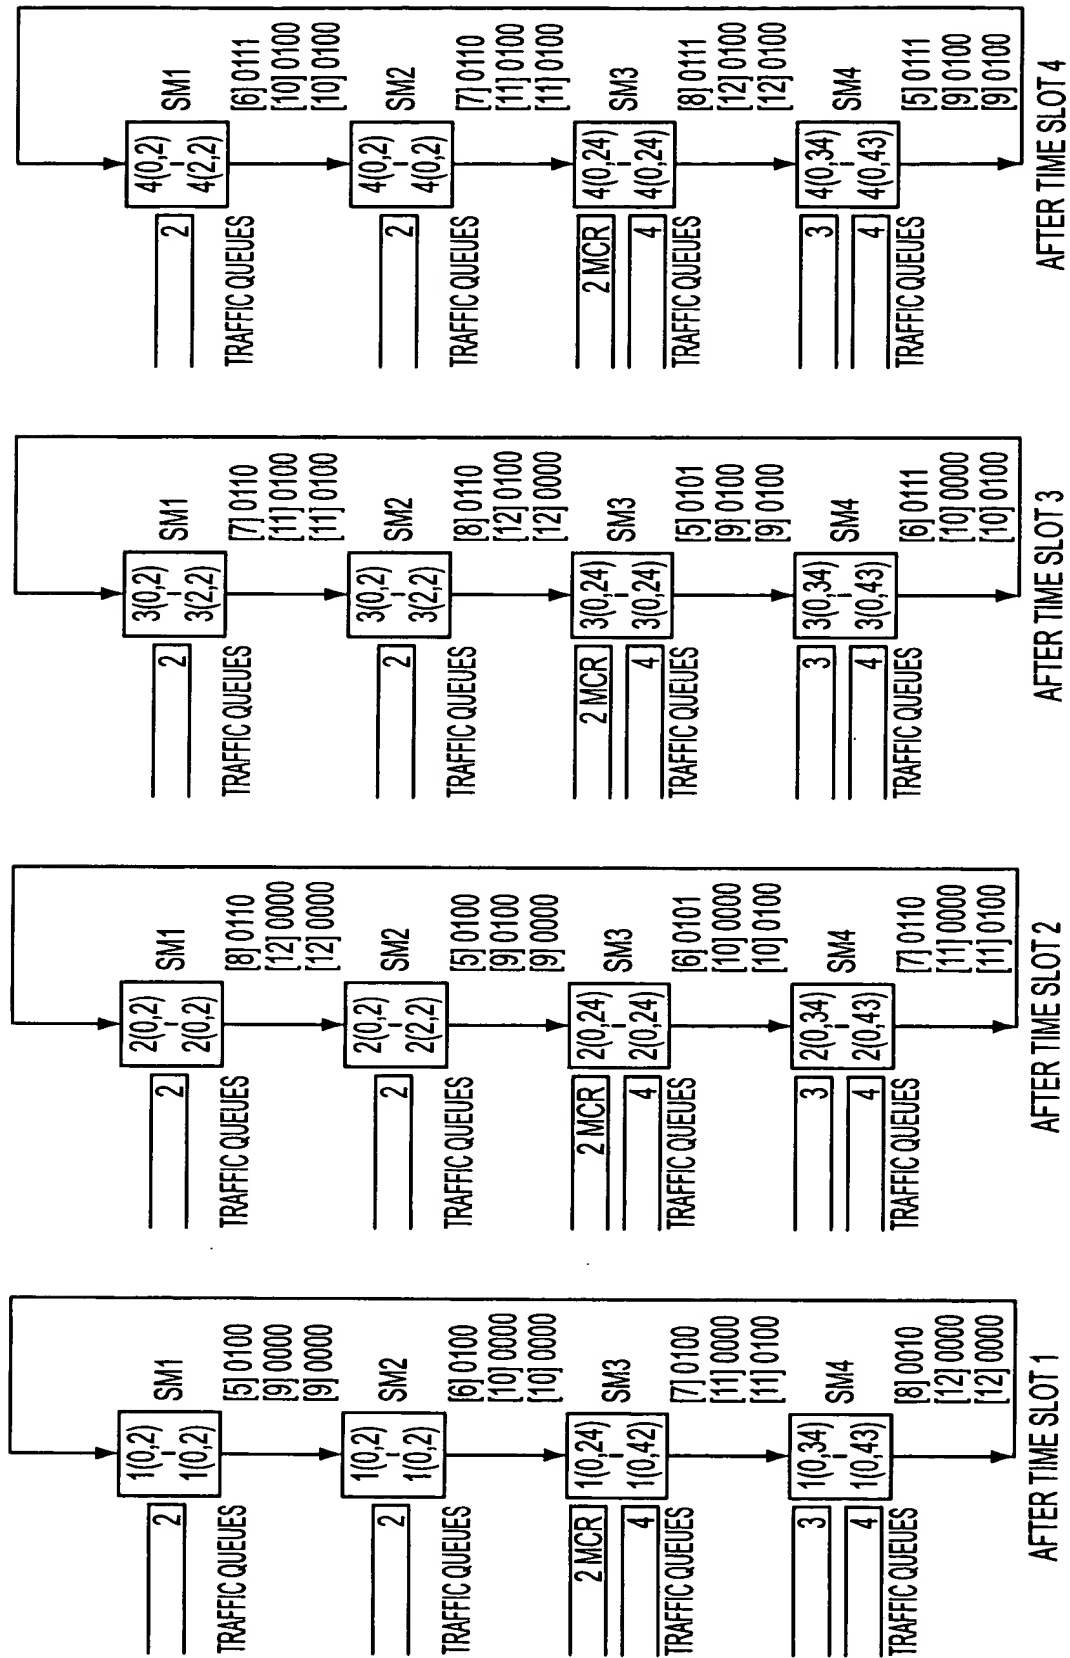 2
1(0,2)
-
1(0,2)
SM1
TRAFFIC QUEUES
[5] 0100
[9] 0000
[9] 0000
2
1(0,2)
-
1(0,2)
SM2
TRAFFIC QUEUES
[6] 0100
[10] 0000
[10] 0000
2 MCR
4
1(0,24)
-
1(0,42)
SM3
TRAFFIC QUEUES
[7] 0100
[11] 0000
[11] 0100
3
4
1(0,34)
-
1(0,43)
SM4
TRAFFIC QUEUES
[8] 0010
[12] 0000
[12] 0000
AFTER TIME SLOT 1
2
2(0,2)
-
2(0,2)
SM1
TRAFFIC QUEUES
[8] 0110
[12] 0000
[12] 0000
2
2(0,2)
-
2(2,2)
SM2
TRAFFIC QUEUES
[5] 0100
[9] 0100
[9] 0000
2 MCR
4
2(0,24)
-
2(0,24)
SM3
TRAFFIC QUEUES
[6] 0101
[10] 0000
[10] 0100
3
4
2(0,34)
-
2(0,43)
SM4
TRAFFIC QUEUES
[7] 0110
[11] 0000
[11] 0100
AFTER TIME SLOT 2
2
3(0,2)
-
3(2,2)
SM1
TRAFFIC QUEUES
[7] 0110
[11] 0100
[11] 0100
2
3(0,2)
-
3(2,2)
SM2
TRAFFIC QUEUES
[8] 0110
[12] 0100
[12] 0000
2 MCR
4
3(0,24)
-
3(0,24)
SM3
TRAFFIC QUEUES
[5] 0101
[9] 0100
[9] 0100
3
4
3(0,34)
-
3(0,43)
SM4
TRAFFIC QUEUES
[6] 0111
[10] 0000
[10] 0100
AFTER TIME SLOT 3
2
4(0,2)
-
4(2,2)
SM1
TRAFFIC QUEUES
[6] 0111
[10] 0100
[10] 0100
2
4(0,2)
-
4(0,2)
SM2
TRAFFIC QUEUES
[7] 0110
[11] 0100
[11] 0100
2 MCR
4
4(0,24)
-
4(0,24)
SM3
TRAFFIC QUEUES
[8] 0111
[12] 0100
[12] 0100
3
4
4(0,34)
-
4(0,43)
SM4
TRAFFIC QUEUES
[5] 0111
[9] 0100
[9] 0100
AFTER TIME SLOT 4